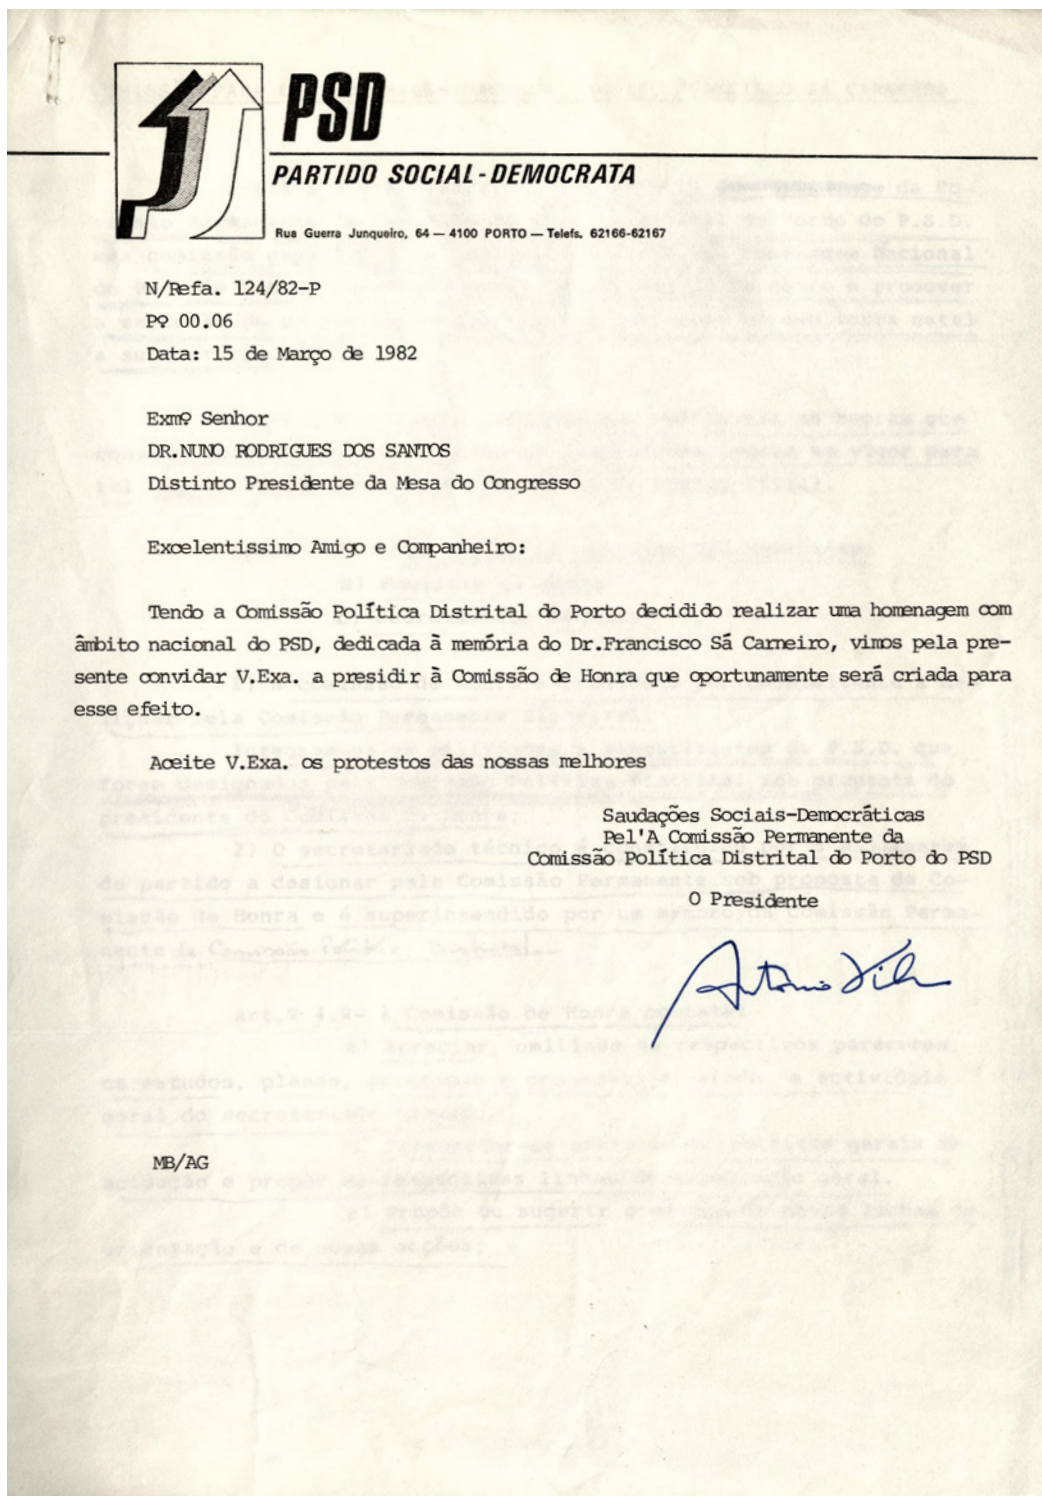 PSD
PARTIDO SOCIAL-DEMOCRATA
Rua Guerra Junqueiro, 64 — 4100 PORTO — Telefs. 62166-62167
N/Refa. 124/82-P
Pº 00.06
Data: 15 de Março de 1982
Exmº Senhor
DR.NUNO RODRIGUES DOS SANTOS
Distinto Presidente da Mesa do Congresso
Excelentissimo Amigo e Companheiro:
Tendo a Comissão Política Distrital do Porto decidido realizar uma homenagem com
âmbito nacional do PSD, dedicada à memória do Dr.Francisco Sá Carneiro, vimos pela pre-
sente convidar V.Exa. a presidir à Comissão de Honra que oportunamente será criada para
esse efeito.
Aceite V.Exa. os protestos das nossas melhores
Saudações Sociais-Democráticas
Pel'A Comissão Permanente da
Comissão Política Distrital do Porto do PSD
O Presidente
António
MB/AG